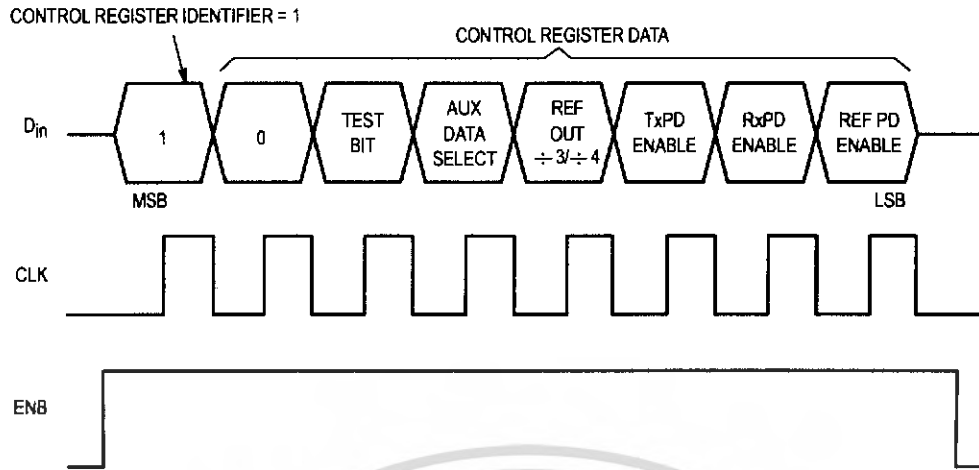 CONTROL REGISTER IDENTIFIER = 1
CONTROL REGISTER DATA
Din
1
0
TEST
BIT
AUX
DATA
SELECT
REF
OUT
÷ 3/÷ 4
TxPD
ENABLE
RxPD
ENABLE
REF PD
ENABLE
MSB
LSB
CLK
ENB